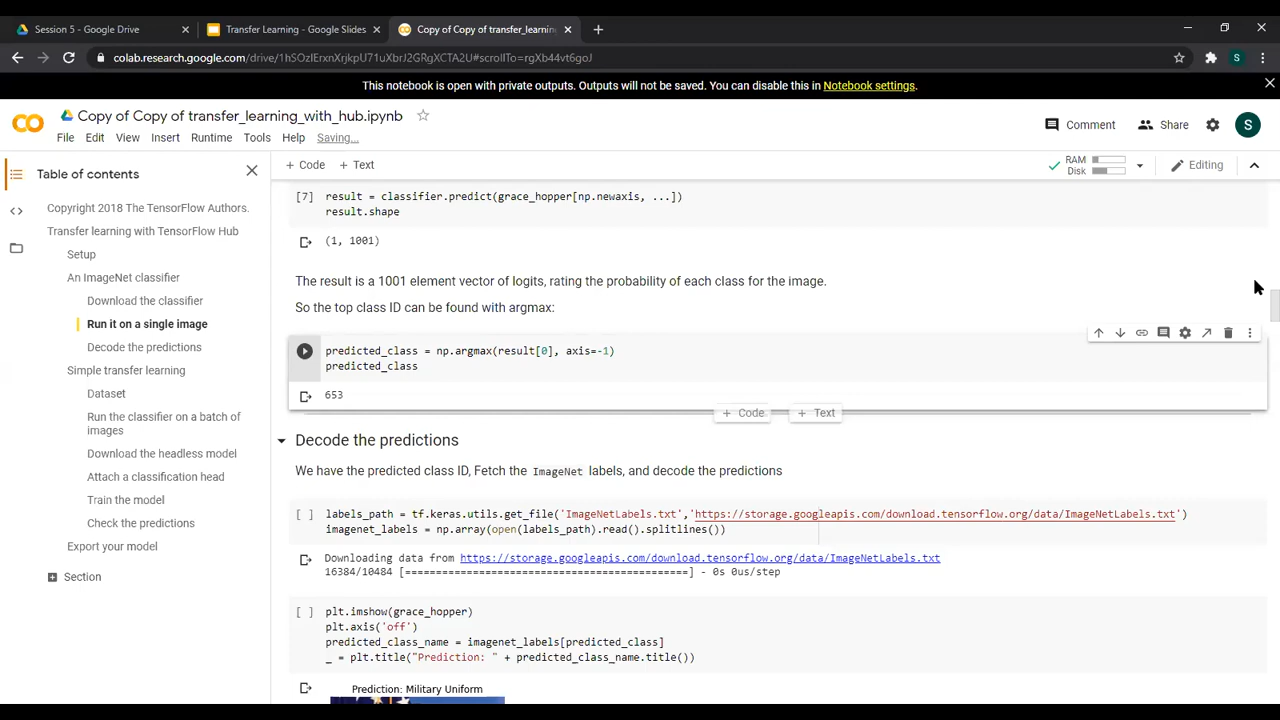 Session 5 - Google Drive
Transfer Learning - Google Slides
Copy of Copy of transfer_learning
colab.research.google.com/drive/1hSOzIErxnXrjkpU71uXbrJ2GRgXCTA2U#scrollTo=rgXb44vt6goJ
S
This notebook is open with private outputs. Outputs will not be saved. You can disable this in Notebook settings.
Copy of Copy of transfer_learning_with_hub.ipynb
File Edit View Insert Runtime Tools Help Saving...
Comment Share S
+ Code + Text
RAM
Disk
Editing
Table of contents
Copyright 2018 The TensorFlow Authors.
Transfer learning with TensorFlow Hub
Setup
An ImageNet classifier
Download the classifier
Run it on a single image
Decode the predictions
Simple transfer learning
Dataset
Run the classifier on a batch of
images
Download the headless model
Attach a classification head
Train the model
Check the predictions
Export your model
Section
[7] result = classifier.predict(grace_hopper[np.newaxis, ...])
result.shape
(1, 1001)
The result is a 1001 element vector of logits, rating the probability of each class for the image.
So the top class ID can be found with argmax:
predicted_class = np.argmax(result[0], axis=-1)
predicted_class
653
+ Code + Text
Decode the predictions
We have the predicted class ID, Fetch the ImageNet labels, and decode the predictions
[ ] labels_path = tf.keras.utils.get_file('ImageNetLabels.txt','https://storage.googleapis.com/download.tensorflow.org/data/ImageNetLabels.txt')
imagenet_labels = np.array(open(labels_path).read().splitlines())
Downloading data from https://storage.googleapis.com/download.tensorflow.org/data/ImageNetLabels.txt
16384/10484 [==============================================] - 0s 0us/step
[ ] plt.imshow(grace_hopper)
plt.axis('off')
predicted_class_name = imagenet_labels[predicted_class]
_ = plt.title("Prediction: " + predicted_class_name.title())
Prediction: Military Uniform